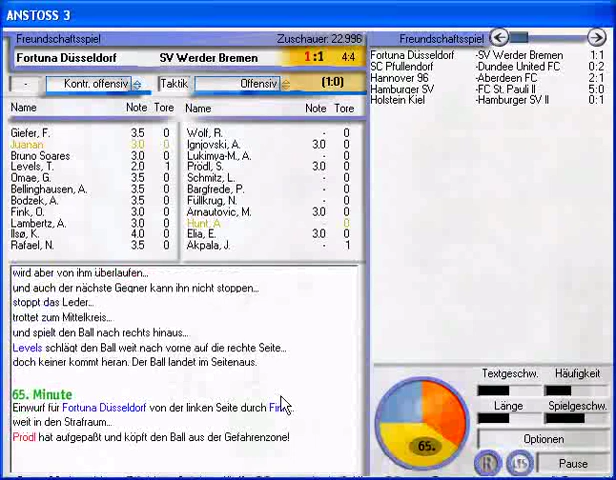 ANSTOSS 3
Freundschaftsspiel Zuschauer: 22.996
Fortuna Düsseldorf SV Werder Bremen 1:1 4:4
- Kontr. offensiv Taktik Offensiv (1:0)
Name Note Tore Name Note Tore
Giefer, F. 3.5 0 Wolf, R. - 0
Juanan 3.0 0 Ignjovski, A. 3.0 0
Bruno Soares 3.0 0 Lukimya-M., A. - 0
Levels, T. 2.0 1 Prödl, S. 3.0 0
Omae, G. 3.5 0 Schmitz, L. - 0
Bellinghausen, A. 3.0 0 Bargfrede, P. - 0
Bodzek, A. 3.5 0 Füllkrug, N. - 0
Fink, O. 3.0 0 Arnautovic, M. 3.0 0
Lambertz, A. 3.0 0 Hunt, A. - 0
Ilsø, K. 4.0 0 Elia, E. 3.0 0
Rafael, N. 3.5 0 Akpala, J. - 1
wird aber von ihm überlaufen...
und auch der nächste Gegner kann ihn nicht stoppen...
stoppt das Leder...
trottet zum Mittelkreis...
und spielt den Ball nach rechts hinaus...
Levels schlägt den Ball weit nach vorne auf die rechte Seite...
doch keiner kommt heran. Der Ball landet im Seitenaus.
65. Minute
Einwurf für Fortuna Düsseldorf von der linken Seite durch Fink.
weit in den Strafraum...
Prödl hat aufgepaßt und köpft den Ball aus der Gefahrenzone!
Freundschaftsspiel
Fortuna Düsseldorf -SV Werder Bremen 1:1
SC Pfullendorf -Dundee United FC 0:2
Hannover 96 -Aberdeen FC 2:1
Hamburger SV -FC St. Pauli II 5:0
Holstein Kiel -Hamburger SV II 0:1
Textgeschw. Häufigkeit
Länge Spielgeschw.
65.
Optionen
R Pause